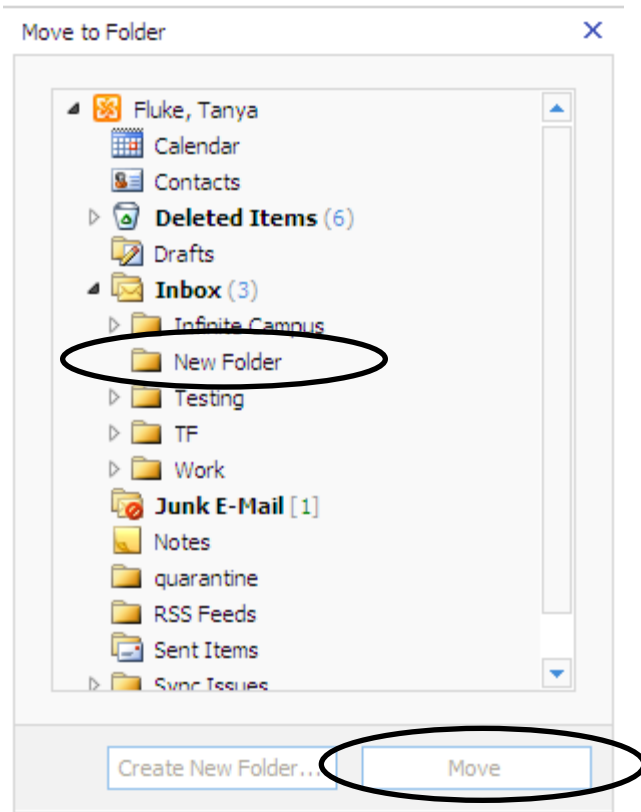 Move to Folder
Fluke, Tanya
Calendar
Contacts
Deleted Items (6)
Drafts
Inbox (3)
Infinite Campus
New Folder
Testing
TF
Work
Junk E-Mail [1]
Notes
quarantine
RSS Feeds
Sent Items
Sync Issues
Create New Folder...
Move